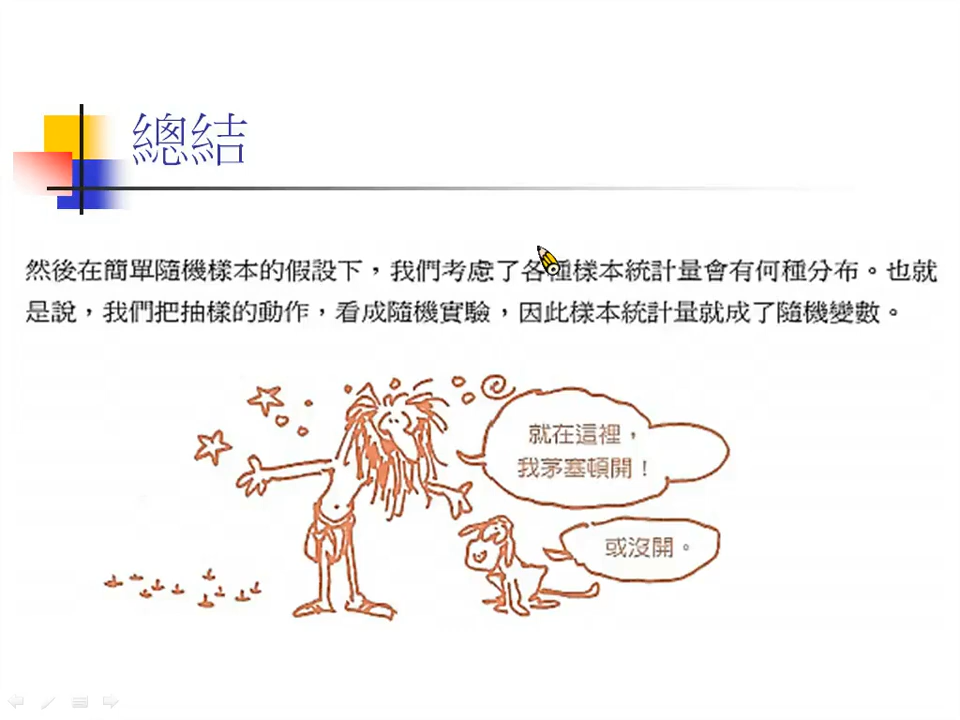 總結
然後在簡單隨機樣本的假設下，我們考慮了各種樣本統計量會有何種分布。也就
是說，我們把抽樣的動作，看成隨機實驗，因此樣本統計量就成了隨機變數。
就在這裡，
我茅塞頓開！
或沒開。